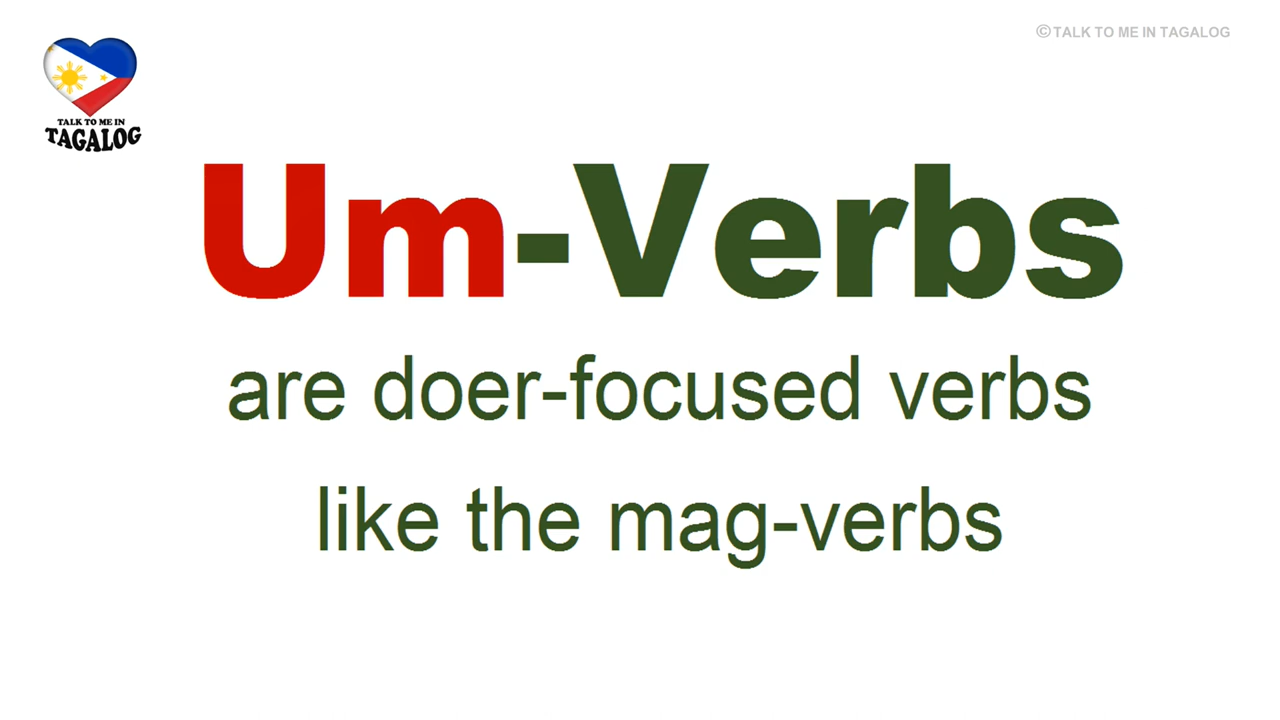 ©TALK TO ME IN TAGALOG
TALK TO ME IN
TAGALOG
Um-Verbs
are doer-focused verbs
like the mag-verbs